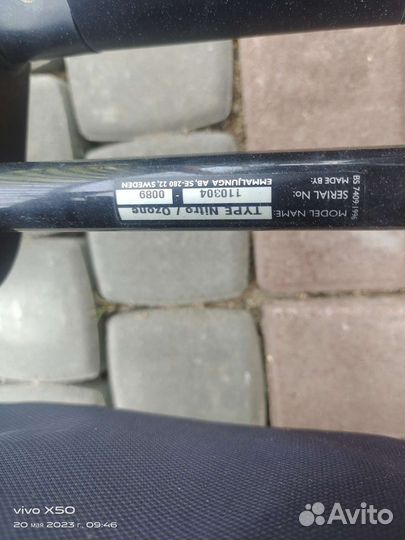 BS 7409:1996
MODEL NAME: TYPE Nitro / Ozone
SERIAL No: 110304 - 0089
MADE BY: EMMALJUNGA AB, SE-280 22, SWEDEN
vivo X50
20 мая 2023 г., 09:46
Avito